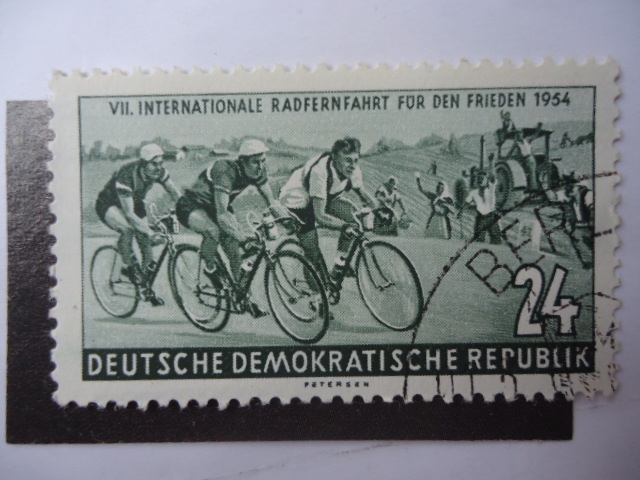 VII. INTERNATIONALE RADFERNFAHRT FÜR DEN FRIEDEN 1954
24
DEUTSCHE DEMOKRATISCHE REPUBLIK
PETERSEN